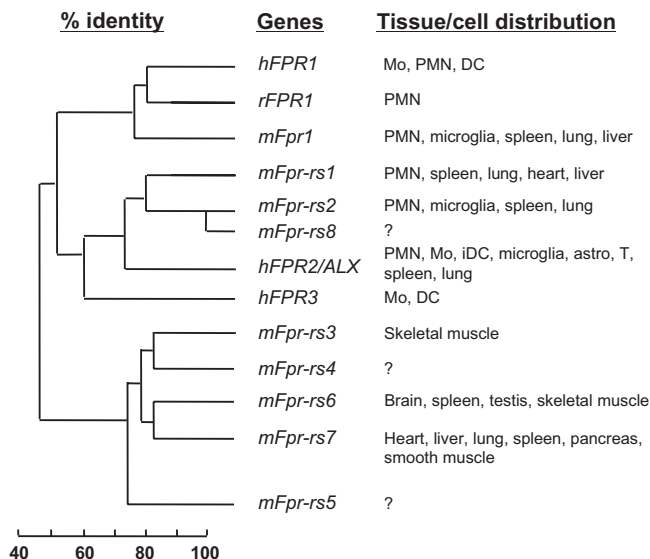 % identity Genes Tissue/cell distribution
hFPR1 Mo, PMN, DC
rFPR1 PMN
mFpr1 PMN, microglia, spleen, lung, liver
mFpr-rs1 PMN, spleen, lung, heart, liver
mFpr-rs2 PMN, microglia, spleen, lung
mFpr-rs8 ?
hFPR2/ALX PMN, Mo, iDC, microglia, astro, T,
spleen, lung
hFPR3 Mo, DC
mFpr-rs3 Skeletal muscle
mFpr-rs4 ?
mFpr-rs6 Brain, spleen, testis, skeletal muscle
mFpr-rs7 Heart, liver, lung, spleen, pancreas,
smooth muscle
mFpr-rs5 ?
40 60 80 100